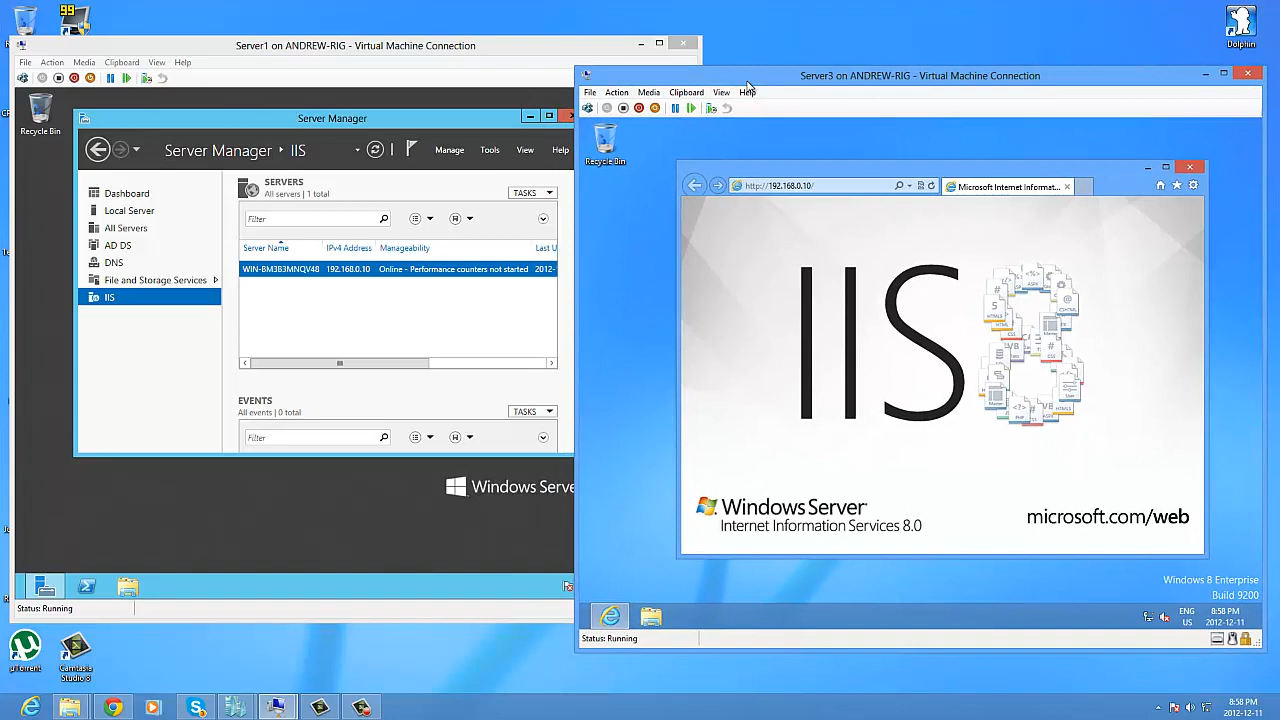 99
Dolphin
Server1 on ANDREW-RIG - Virtual Machine Connection
File Action Media Clipboard View Help
Recycle Bin
Server Manager
Server Manager IIS
Manage Tools View Help
Dashboard
Local Server
All Servers
AD DS
DNS
File and Storage Services
IIS
SERVERS
All servers | 1 total
TASKS
Filter
Server Name IPv4 Address Manageability Last U
WIN-BM3B3MNQV48 192.168.0.10 Online - Performance counters not started 2012-
EVENTS
All events | 0 total
TASKS
Filter
Windows Serve
Status: Running
Server3 on ANDREW-RIG - Virtual Machine Connection
File Action Media Clipboard View Help
Recycle Bin
http://192.168.0.10/
Microsoft Internet Informat...
IIS
Windows Server
Internet Information Services 8.0
microsoft.com/web
Windows 8 Enterprise
Build 9200
ENG
US
8:58 PM
2012-12-11
Status: Running
µTorrent
Camtasia
Studio 8
8:58 PM
2012-12-11